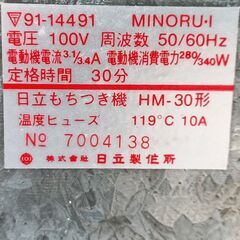 ▽91-14491 MINORU・I
電圧 100V 周波数 50/60Hz
電動機電流3.1/3.4A 電動機消費電力280/340W
定格時間 30分
日立もちつき機 HM-30形
温度ヒューズ 119℃ 10A
No 7004138
株式会社 日立製作所